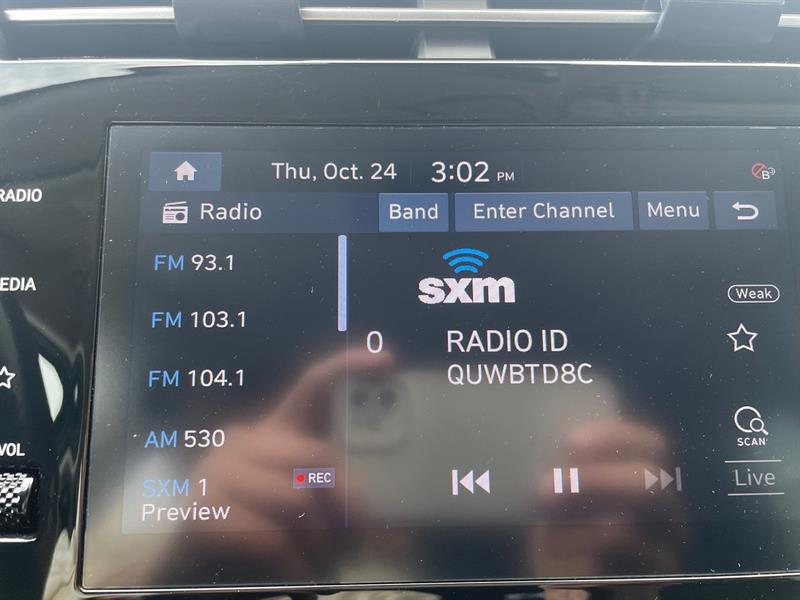 Thu, Oct. 24 3:02 PM
RADIO
Radio Band Enter Channel Menu
FM 93.1
sxm
EDIA
Weak
FM 103.1
0 RADIO ID
QUWBTD8C
FM 104.1
AM 530
SCAN
VOL
REC
Live
SXM 1
Preview